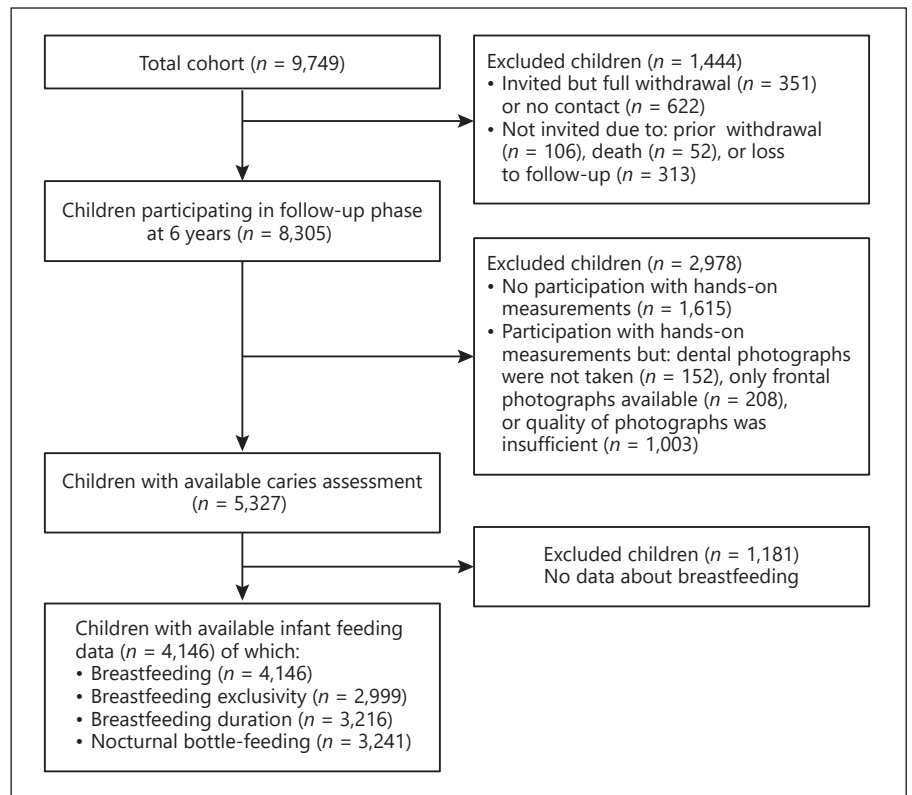 Total cohort (n = 9,749)
Excluded children (n = 1,444)
• Invited but full withdrawal (n = 351)
or no contact (n = 622)
• Not invited due to: prior withdrawal
(n = 106), death (n = 52), or loss
to follow-up (n = 313)
Children participating in follow-up phase
at 6 years (n = 8,305)
Excluded children (n = 2,978)
• No participation with hands-on
measurements (n = 1,615)
• Participation with hands-on
measurements but: dental photographs
were not taken (n = 152), only frontal
photographs available (n = 208),
or quality of photographs was
insufficient (n = 1,003)
Children with available caries assessment
(n = 5,327)
Excluded children (n = 1,181)
No data about breastfeeding
Children with available infant feeding
data (n = 4,146) of which:
• Breastfeeding (n = 4,146)
• Breastfeeding exclusivity (n = 2,999)
• Breastfeeding duration (n = 3,216)
• Nocturnal bottle-feeding (n = 3,241)